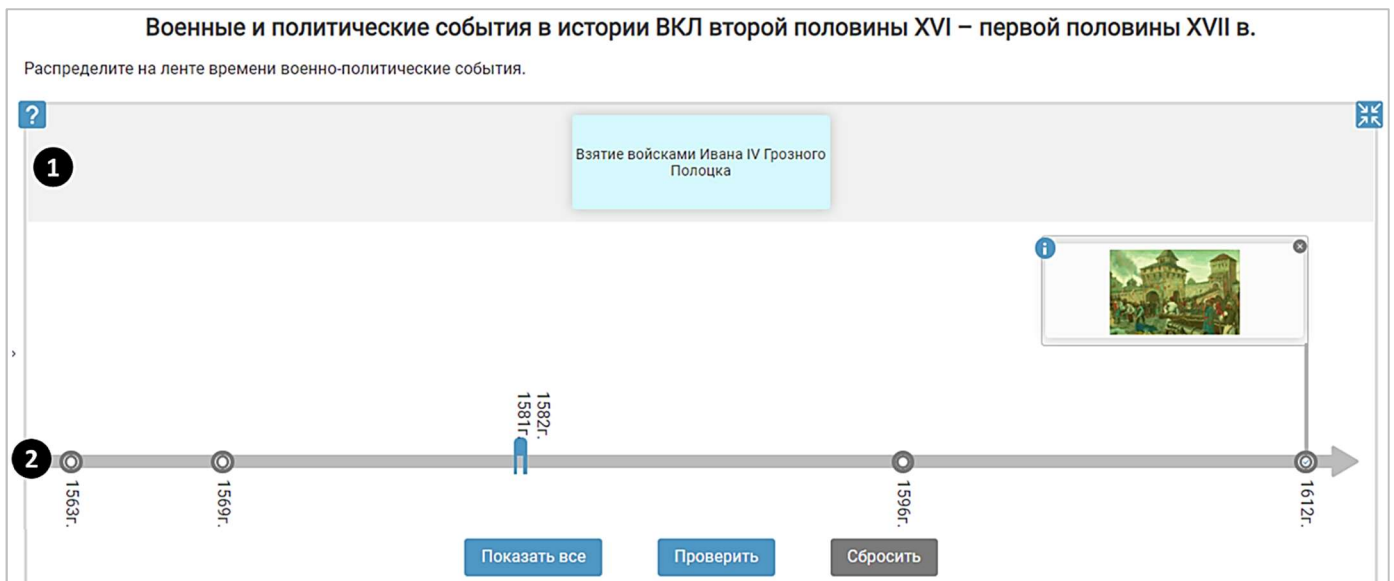 Военные и политические события в истории ВКЛ второй половины XVI – первой половины XVII в.
Распределите на ленте времени военно-политические события.
?
1
Взятие войсками Ивана IV Грозного
Полоцка
i
2
1563г.
1569г.
1581г.
1582г.
1596г.
1612г.
Показать все
Проверить
Сбросить